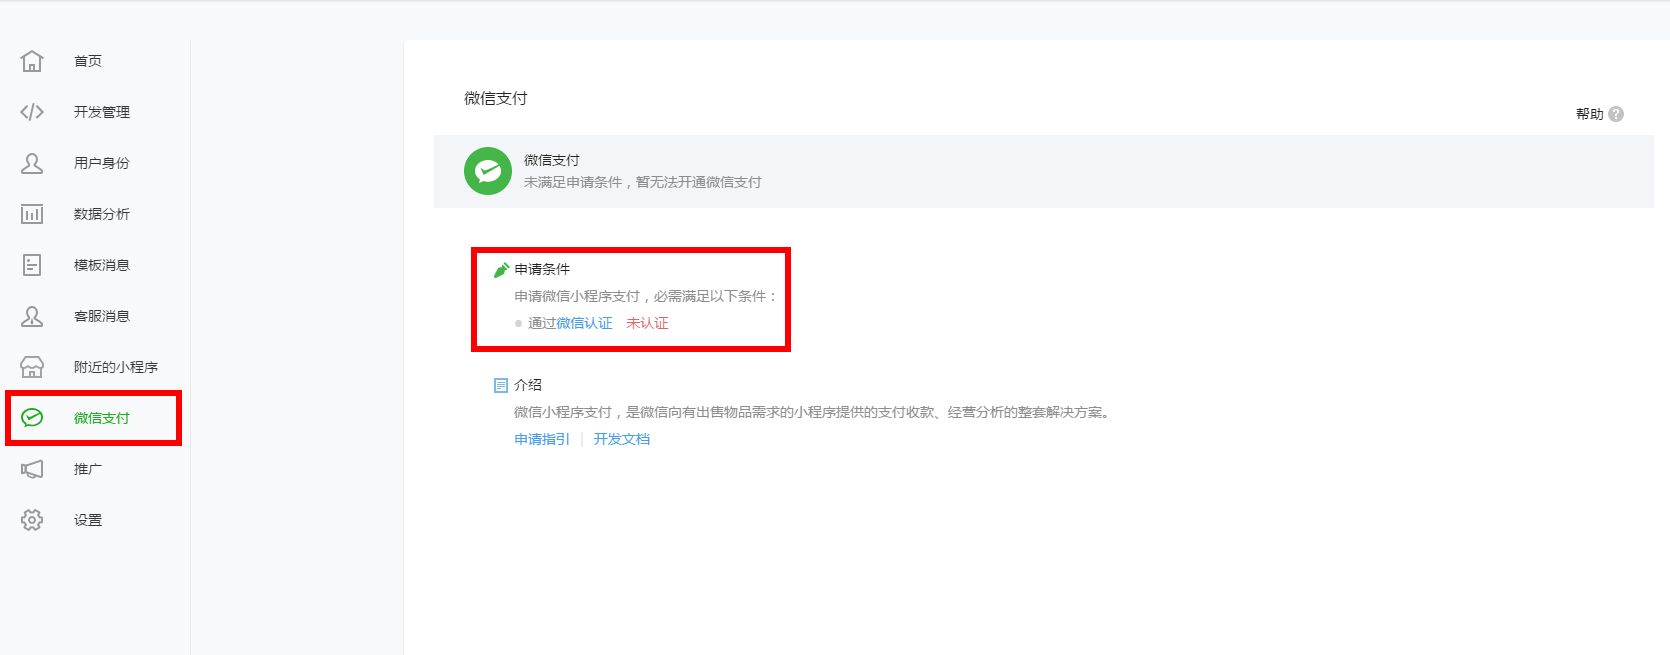 首页
开发管理
用户身份
数据分析
模板消息
客服消息
附近的小程序
微信支付
推广
设置
微信支付
帮助 ?
微信支付
未满足申请条件，暂无法开通微信支付
申请条件
申请微信小程序支付，必需满足以下条件：
通过微信认证 未认证
介绍
微信小程序支付，是微信向有出售物品需求的小程序提供的支付收款、经营分析的整套解决方案。
申请指引 | 开发文档